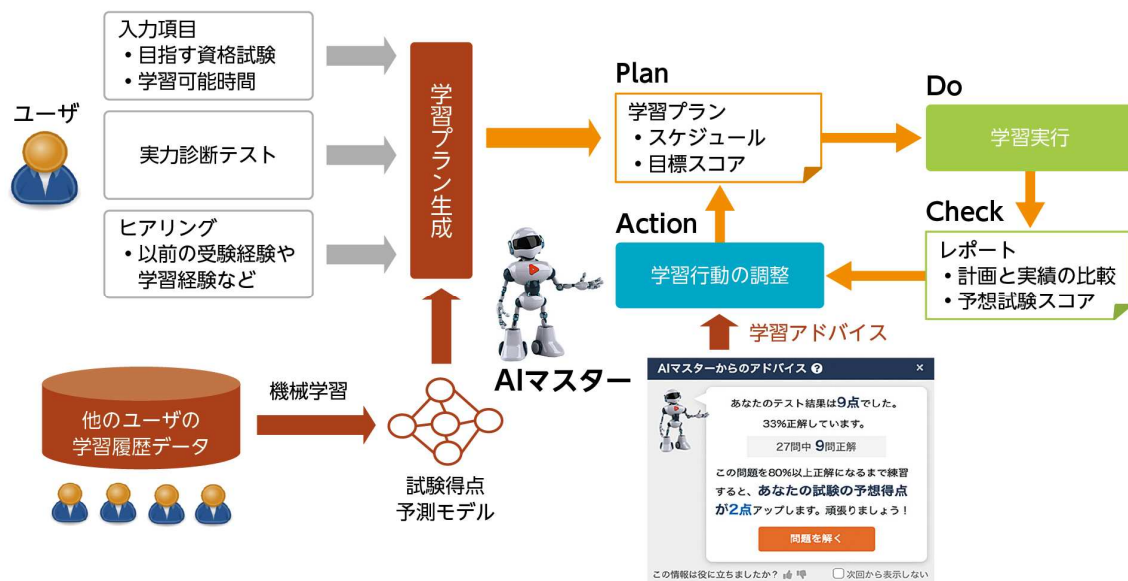 ユーザ
入力項目
・目指す資格試験
・学習可能時間
実力診断テスト
ヒアリング
・以前の受験経験や
学習経験など
学習プラン生成
Plan
学習プラン
・スケジュール
・目標スコア
Do
学習実行
Check
レポート
・計画と実績の比較
・予想試験スコア
Action
学習行動の調整
学習アドバイス
AIマスター
他のユーザの
学習履歴データ
機械学習
試験得点
予測モデル
AIマスターからのアドバイス ?
×
あなたのテスト結果は9点でした。
33%正解しています。
27問中 9問正解
この問題を80%以上正解になるまで練習
すると、あなたの試験の予想得点
が2点アップします。頑張りましょう!
問題を解く
この情報は役に立ちましたか?
次回から表示しない